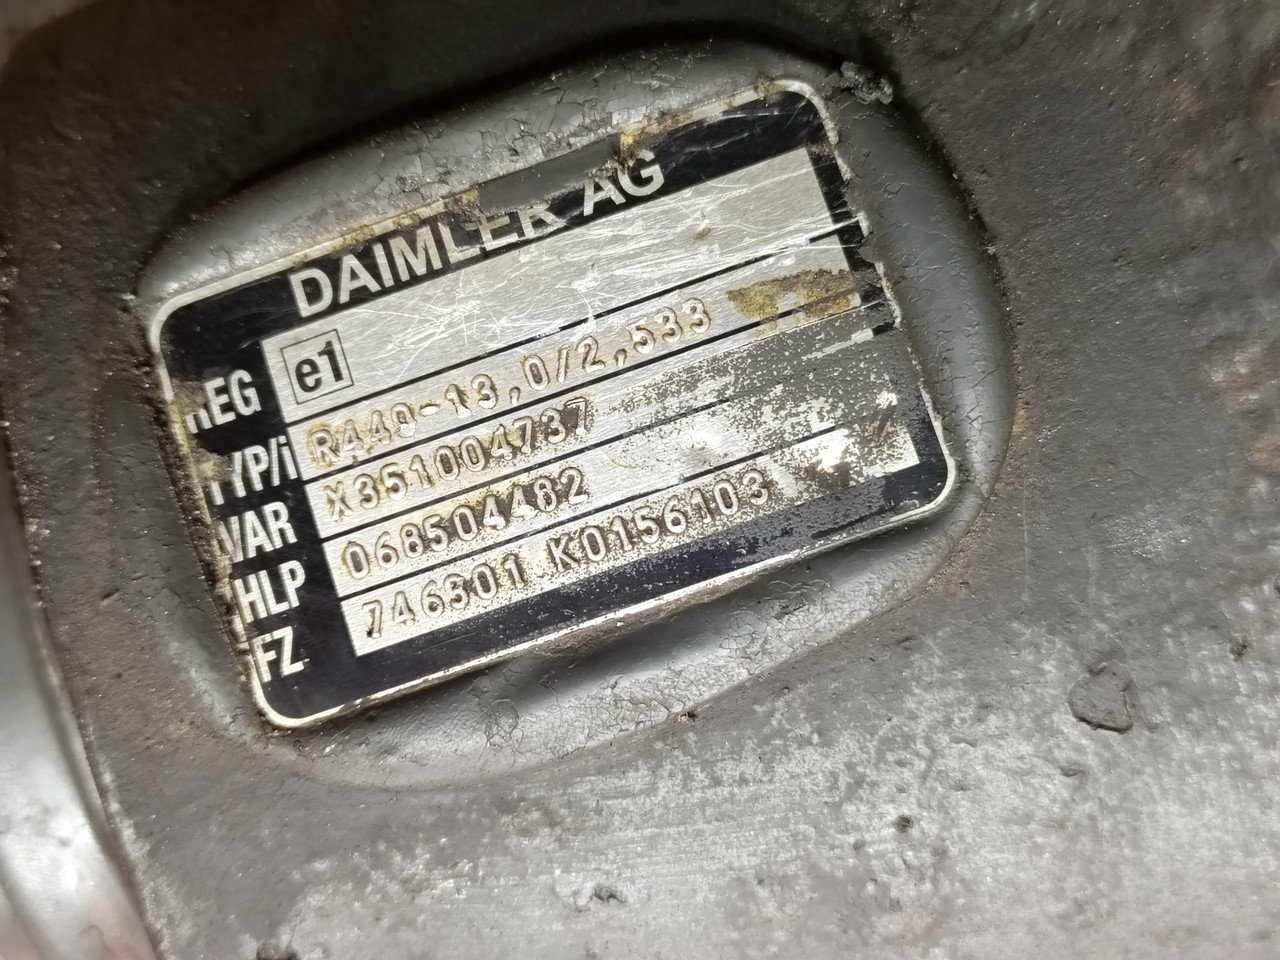 DAIMLER AG
REG e1
TYP/i R440-13,0/2,533
VAR X351004737
HLP 068504482
FZ 746301 K0156103